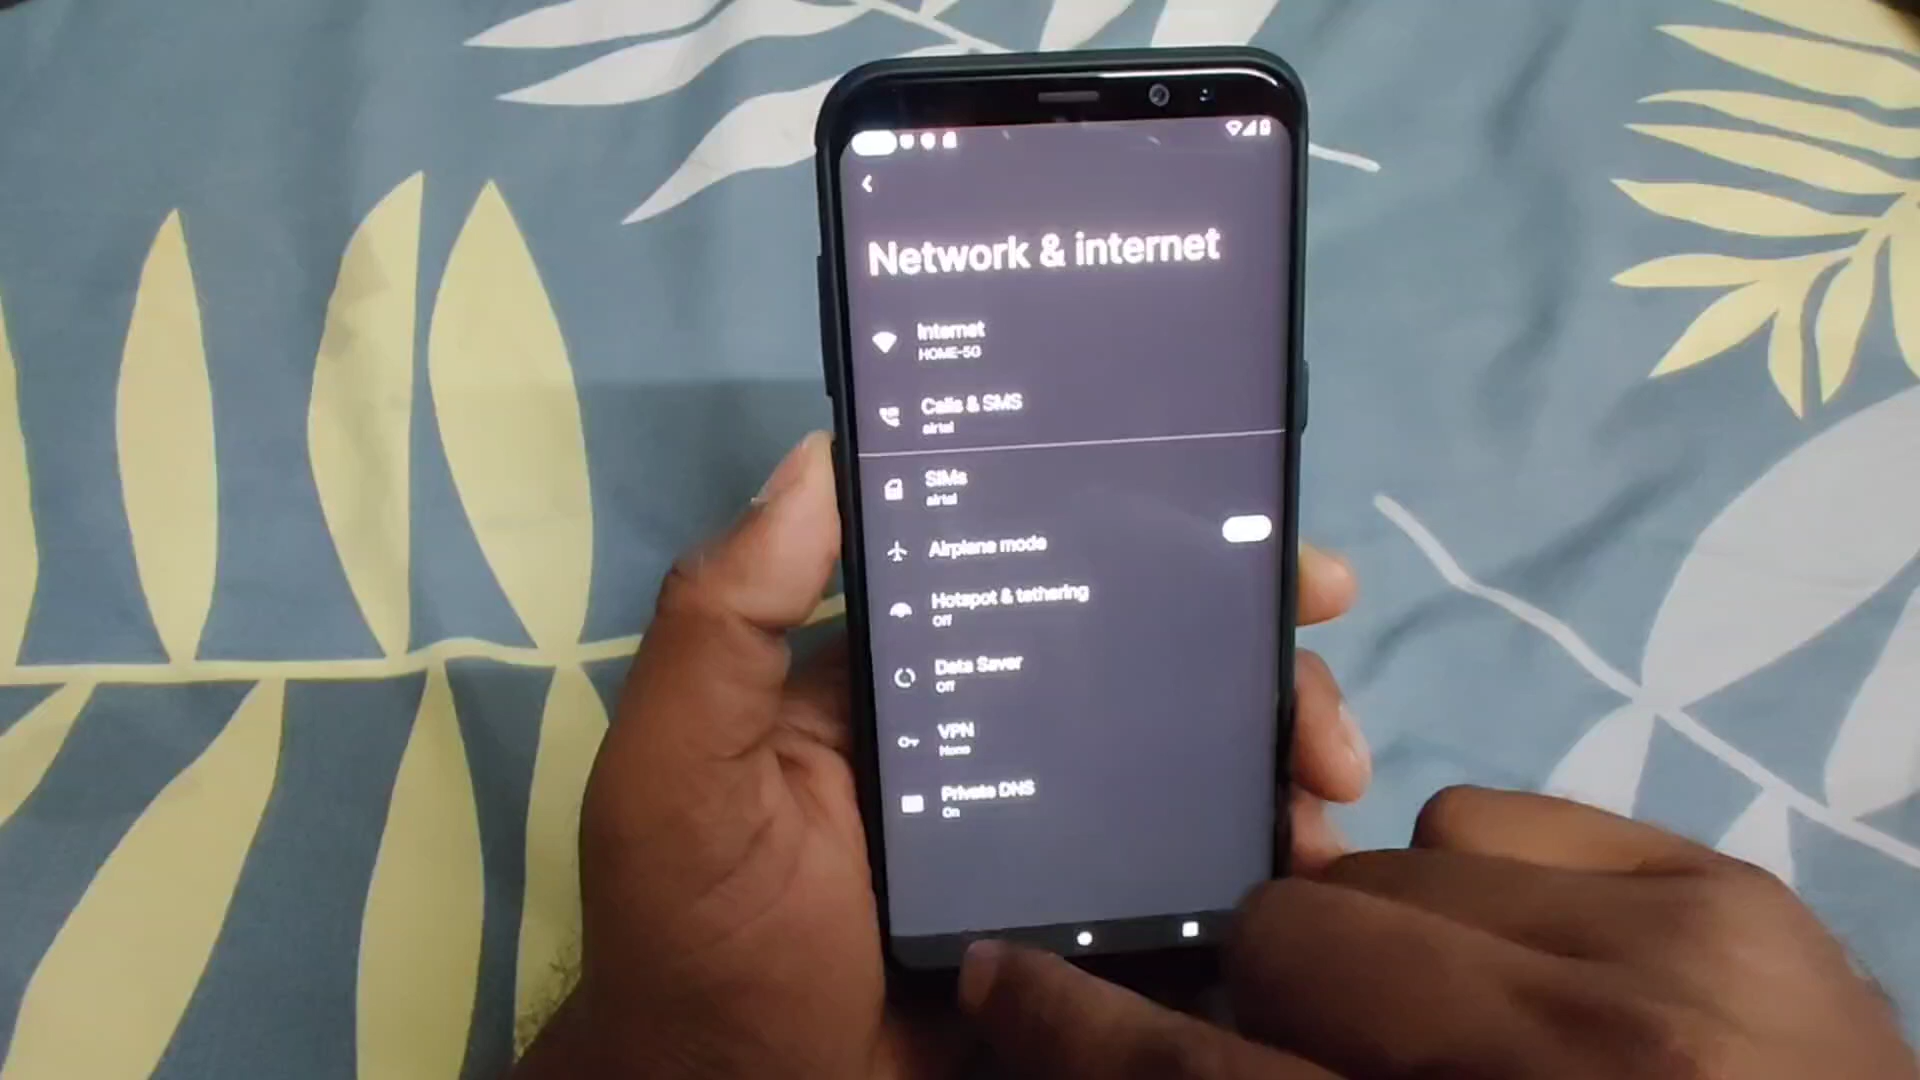 Network & internet
Internet
HOME-5G
Calls & SMS
airtel
SIMs
airtel
Airplane mode
Hotspot & tethering
Off
Data Saver
Off
VPN
None
Private DNS
On